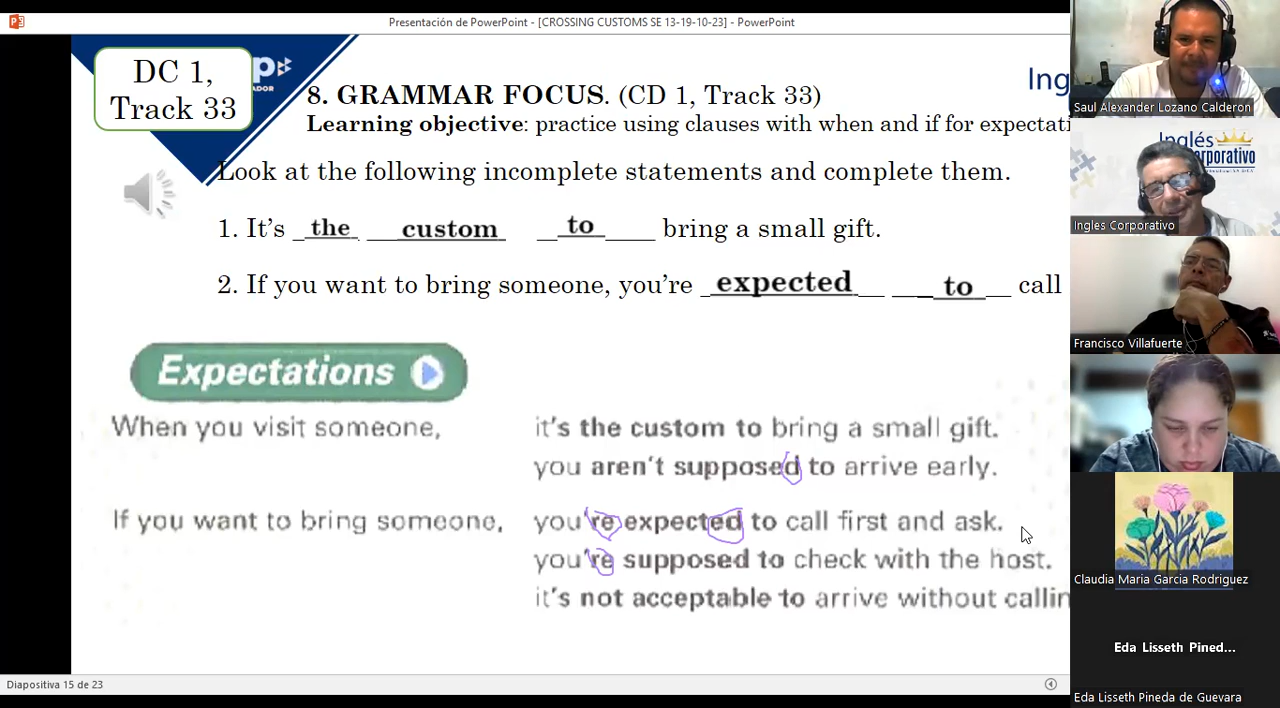 Presentación de PowerPoint - [CROSSING CUSTOMS SE 13-19-10-23] - PowerPoint
DC 1,
Track 33
8. GRAMMAR FOCUS. (CD 1, Track 33)
Learning objective: practice using clauses with when and if for expectati
Look at the following incomplete statements and complete them.
1. It's _the_ _custom_ _to_ bring a small gift.
2. If you want to bring someone, you're _expected_ _to_ call
Expectations
When you visit someone, it's the custom to bring a small gift.
you aren't supposed to arrive early.
If you want to bring someone, you're expected to call first and ask.
you're supposed to check with the host.
it's not acceptable to arrive without callin
Diapositiva 15 de 23
Ing
Saul Alexander Lozano Calderon
Inglés
Corporativo
Ingles Corporativo
Francisco Villafuerte
Claudia Maria Garcia Rodriguez
Eda Lisseth Pined...
Eda Lisseth Pineda de Guevara